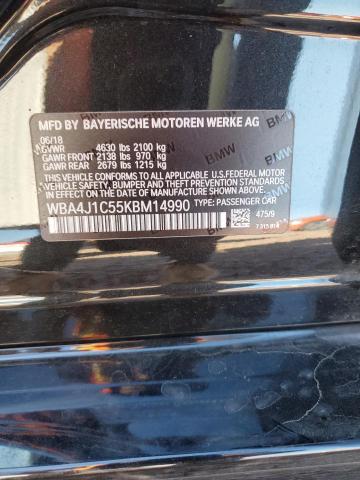 MFD BY BAYERISCHE MOTOREN WERKE AG
06/18
GVWR 4630 lbs 2100 kg
GAWR FRONT 2138 lbs 970 kg
GAWR REAR 2679 lbs 1215 kg
THIS VEHICLE CONFORMS TO ALL APPLICABLE U.S. FEDERAL MOTOR
VEHICLE SAFETY, BUMPER, AND THEFT PREVENTION STANDARDS
IN EFFECT ON THE DATE OF MANUFACTURE SHOWN ABOVE.
WBA4J1C55KBM14990 TYPE: PASSENGER CAR
475/9